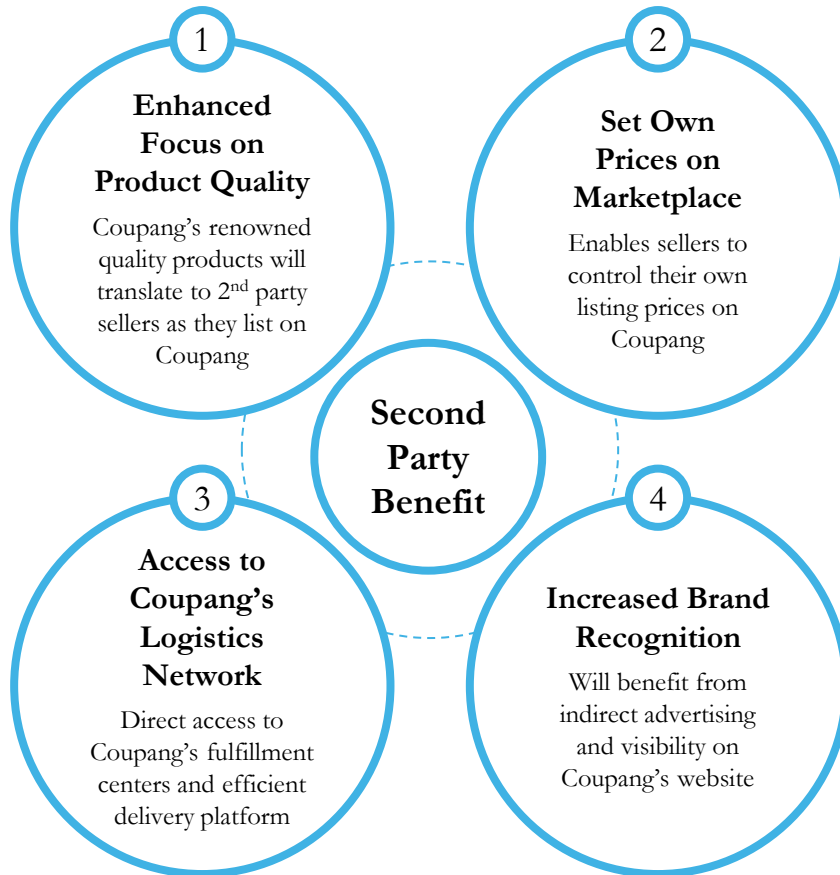 1
Enhanced
Focus on
Product Quality
Coupang’s renowned
quality products will
translate to 2nd party
sellers as they list on
Coupang
2
Set Own
Prices on
Marketplace
Enables sellers to
control their own
listing prices on
Coupang
Second
Party
Benefit
3
Access to
Coupang’s
Logistics
Network
Direct access to
Coupang’s fulfillment
centers and efficient
delivery platform
4
Increased Brand
Recognition
Will benefit from
indirect advertising
and visibility on
Coupang’s website